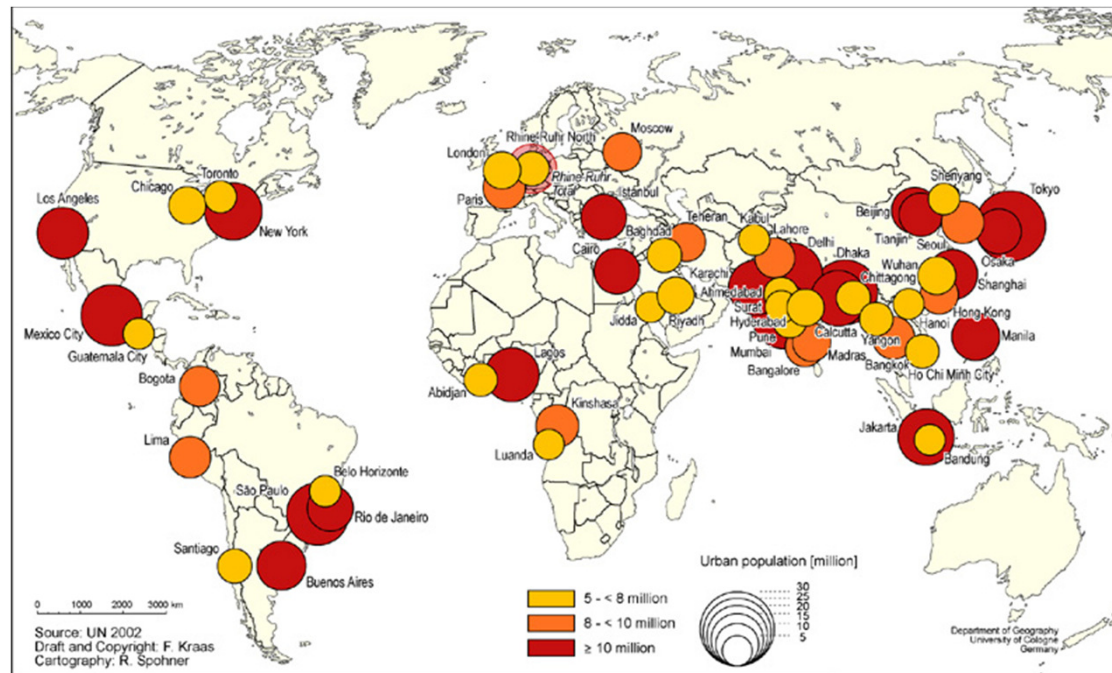 Moscow
Rhine-Ruhr North
London
Rhine-Ruhr
Total
Paris
Istanbul
Toronto
Chicago
Los Angeles
New York
Mexico City
Guatemala City
Bogota
Lima
Belo Horizonte
São Paulo
Rio de Janeiro
Santiago
Buenos Aires
Teheran
Baghdad
Cairo
Jidda
Riyadh
Lagos
Abidjan
Kinshasa
Luanda
Kabul
Lahore
Delhi
Karachi
Dhaka
Ahmedabad
Chittagong
Surat
Hyderabad
Calcutta
Pune
Mumbai
Madras
Bangalore
Yangon
Bangkok
Hanoi
Ho Chi Minh City
Shenyang
Beijing
Tianjin
Seoul
Tokyo
Osaka
Wuhan
Shanghai
Hong Kong
Manila
Jakarta
Bandung
0 1000 2000 3000 km
Source: UN 2002
Draft and Copyright: F. Kraas
Cartography: R. Spohner
5 - < 8 million
8 - < 10 million
≥ 10 million
Urban population [million]
30
25
20
15
10
5
Department of Geography
University of Cologne
Germany